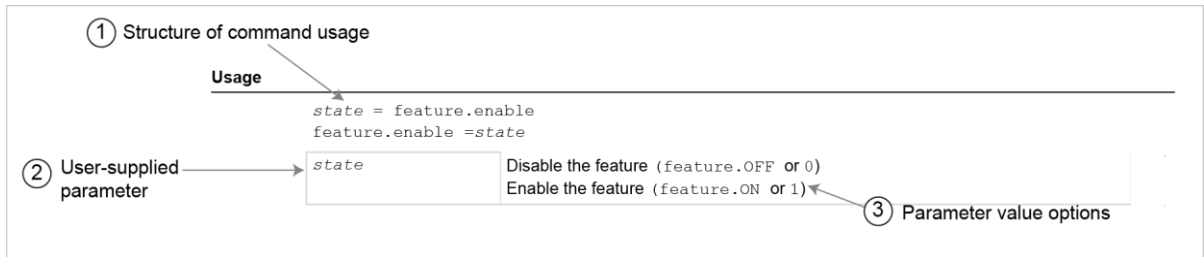 1 Structure of command usage
Usage
state = feature.enable
feature.enable =state
2 User-supplied
parameter
state
Disable the feature (feature.OFF or 0)
Enable the feature (feature.ON or 1)
3 Parameter value options